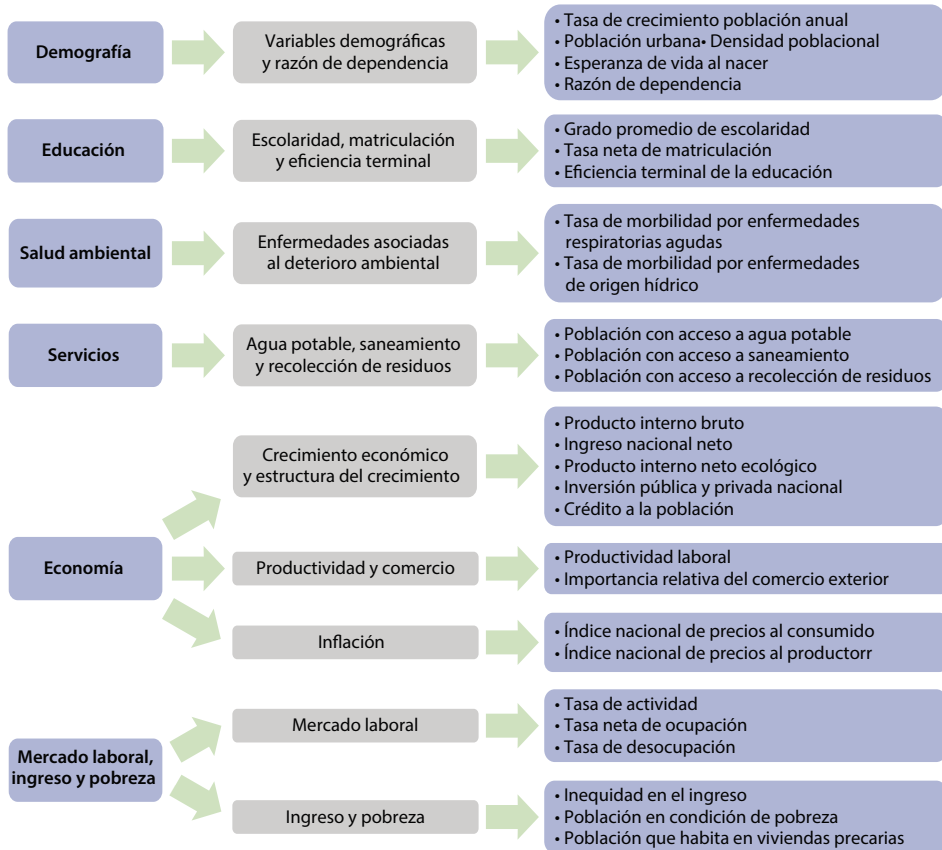 Demografía
Variables demográficas
y razón de dependencia
• Tasa de crecimiento población anual
• Población urbana• Densidad poblacional
• Esperanza de vida al nacer
• Razón de dependencia
Educación
Escolaridad, matriculación
y eficiencia terminal
• Grado promedio de escolaridad
• Tasa neta de matriculación
• Eficiencia terminal de la educación
Salud ambiental
Enfermedades asociadas
al deterioro ambiental
• Tasa de morbilidad por enfermedades
respiratorias agudas
• Tasa de morbilidad por enfermedades
de origen hídrico
Servicios
Agua potable, saneamiento
y recolección de residuos
• Población con acceso a agua potable
• Población con acceso a saneamiento
• Población con acceso a recolección de residuos
Economía
Crecimiento económico
y estructura del crecimiento
• Producto interno bruto
• Ingreso nacional neto
• Producto interno neto ecológico
• Inversión pública y privada nacional
• Crédito a la población
Productividad y comercio
• Productividad laboral
• Importancia relativa del comercio exterior
Inflación
• Índice nacional de precios al consumido
• Índice nacional de precios al productorr
Mercado laboral,
ingreso y pobreza
Mercado laboral
• Tasa de actividad
• Tasa neta de ocupación
• Tasa de desocupación
Ingreso y pobreza
• Inequidad en el ingreso
• Población en condición de pobreza
• Población que habita en viviendas precarias